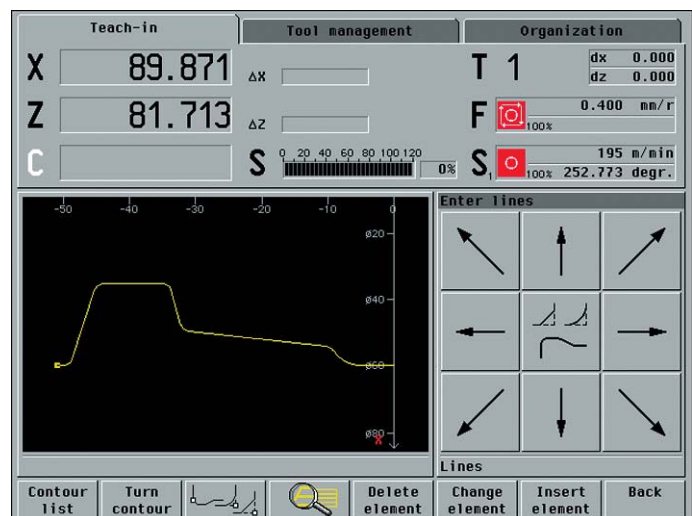 Teach-in Tool management Organization
X 89.871 ΔX T 1 dx 0.000
dz 0.000
Z 81.713 ΔZ F 100% 0.400 mm/r
C S 0 20 40 60 80 100 120 0% S1 100% 195 m/min
252.773 degr.
Enter lines
-50 -40 -30 -20 -10 0
ø20
ø40
ø60
ø80
X
Lines
Contour list
Turn contour
Delete element
Change element
Insert element
Back